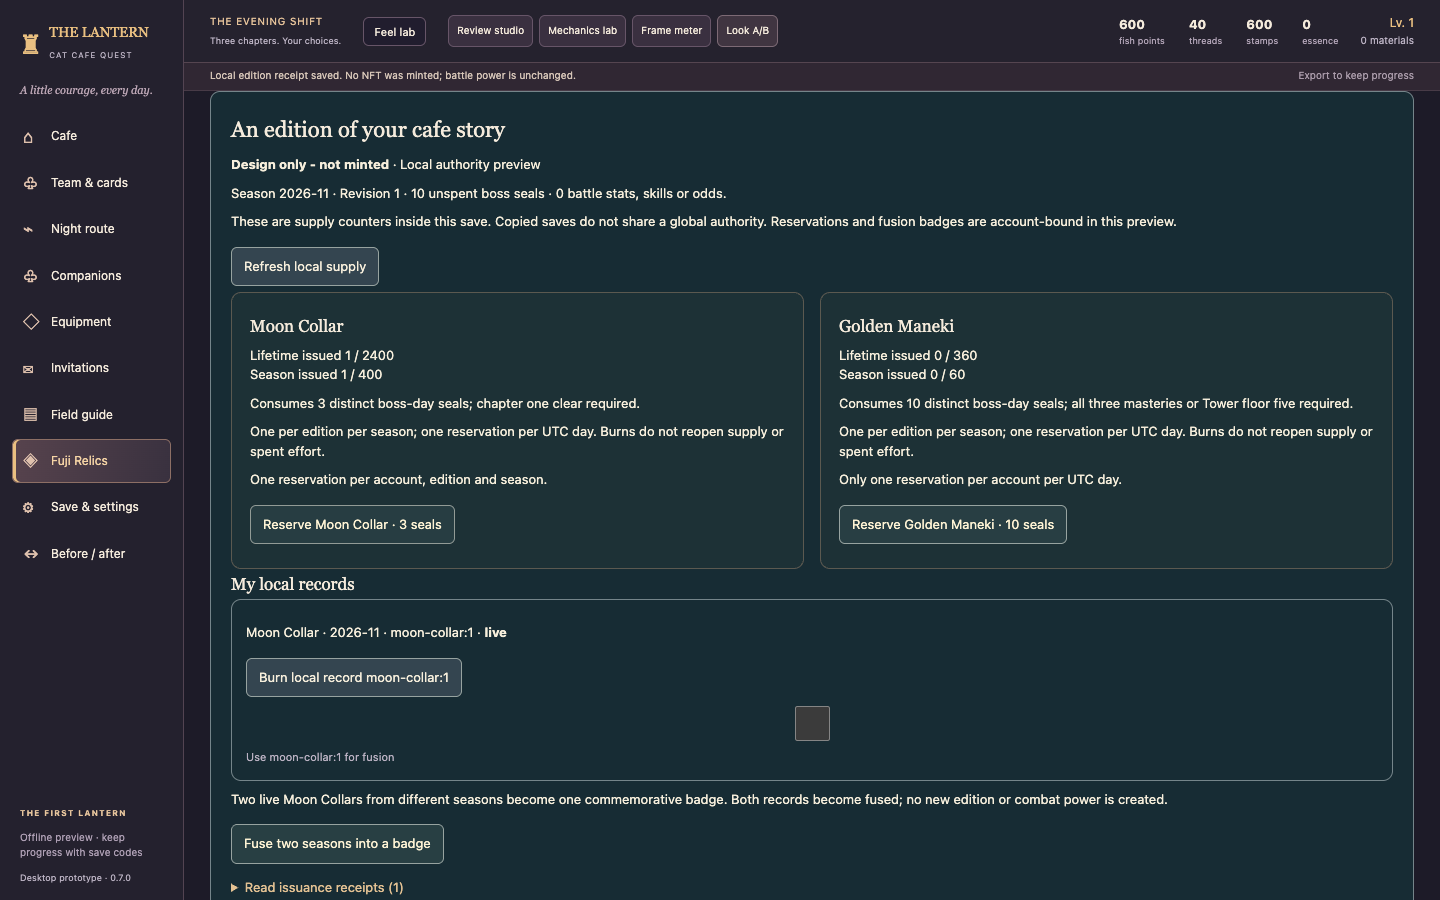 THE LANTERN
CAT CAFE QUEST
A little courage, every day.
Cafe
Team & cards
Night route
Companions
Equipment
Invitations
Field guide
Fuji Relics
Save & settings
Before / after
THE FIRST LANTERN
Offline preview · keep
progress with save codes
Desktop prototype · 0.7.0
THE EVENING SHIFT
Three chapters. Your choices.
Feel lab
Review studio
Mechanics lab
Frame meter
Look A/B
600
fish points
40
threads
600
stamps
0
essence
Lv. 1
0 materials
Local edition receipt saved. No NFT was minted; battle power is unchanged.
Export to keep progress
An edition of your cafe story
Design only - not minted · Local authority preview
Season 2026-11 · Revision 1 · 10 unspent boss seals · 0 battle stats, skills or odds.
These are supply counters inside this save. Copied saves do not share a global authority. Reservations and fusion badges are account-bound in this preview.
Refresh local supply
Moon Collar
Lifetime issued 1 / 2400
Season issued 1 / 400
Consumes 3 distinct boss-day seals; chapter one clear required.
One per edition per season; one reservation per UTC day. Burns do not reopen supply or
spent effort.
One reservation per account, edition and season.
Reserve Moon Collar · 3 seals
Golden Maneki
Lifetime issued 0 / 360
Season issued 0 / 60
Consumes 10 distinct boss-day seals; all three masteries or Tower floor five required.
One per edition per season; one reservation per UTC day. Burns do not reopen supply or
spent effort.
Only one reservation per account per UTC day.
Reserve Golden Maneki · 10 seals
My local records
Moon Collar · 2026-11 · moon-collar:1 · live
Burn local record moon-collar:1
Use moon-collar:1 for fusion
Two live Moon Collars from different seasons become one commemorative badge. Both records become fused; no new edition or combat power is created.
Fuse two seasons into a badge
Read issuance receipts (1)